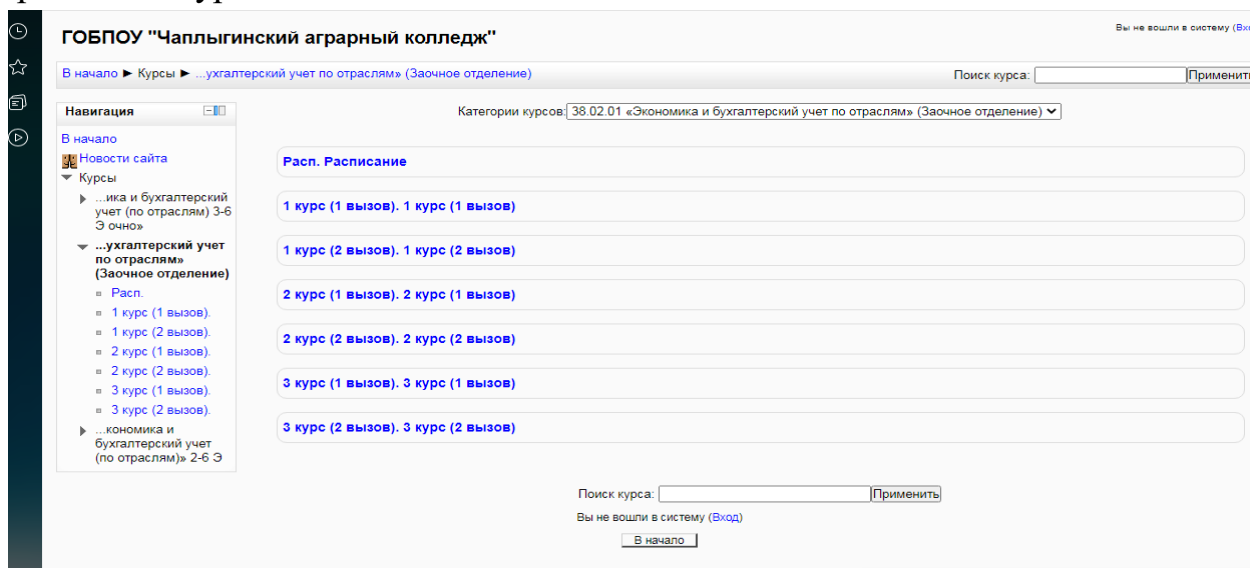 ГОБПОУ "Чаплыгинский аграрный колледж"
Вы не вошли в систему
В начало ► Курсы ► ...ухгалтерский учет по отраслям» (Заочное отделение)
Поиск курса:
Применить
Навигация
Категории курсов: 38.02.01 «Экономика и бухгалтерский учет по отраслям» (Заочное отделение)
В начало
Новости сайта
Курсы
...ика и бухгалтерский
учет (по отраслям) 3-6
Э очно»
...ухгалтерский учет
по отраслям»
(Заочное отделение)
Расп.
1 курс (1 вызов).
1 курс (2 вызов).
2 курс (1 вызов).
2 курс (2 вызов).
3 курс (1 вызов).
3 курс (2 вызов).
...кономика и
бухгалтерский учет
(по отраслям)» 2-6 Э
Расп. Расписание
1 курс (1 вызов). 1 курс (1 вызов)
1 курс (2 вызов). 1 курс (2 вызов)
2 курс (1 вызов). 2 курс (1 вызов)
2 курс (2 вызов). 2 курс (2 вызов)
3 курс (1 вызов). 3 курс (1 вызов)
3 курс (2 вызов). 3 курс (2 вызов)
Поиск курса:
Применить
Вы не вошли в систему (Вход)
В начало